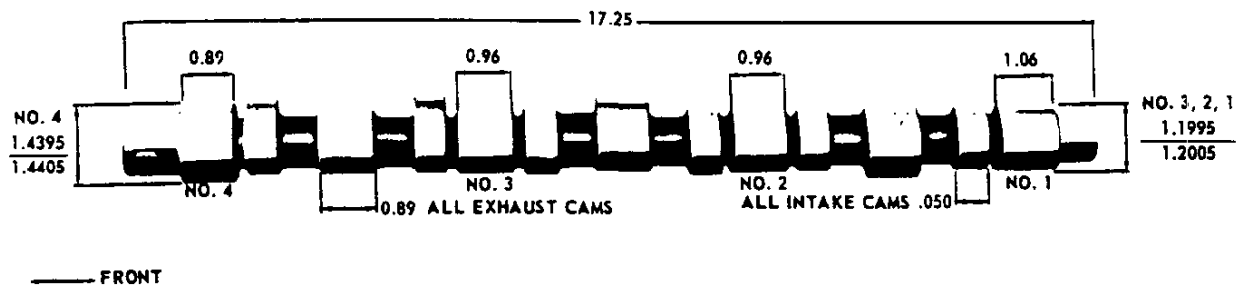 17.25
0.89 0.96 0.96 1.06
NO. 4
1.4395
1.4405
NO. 3, 2, 1
1.1995
1.2005
NO. 4 NO. 3 NO. 2 NO. 1
0.89 ALL EXHAUST CAMS ALL INTAKE CAMS .050
FRONT